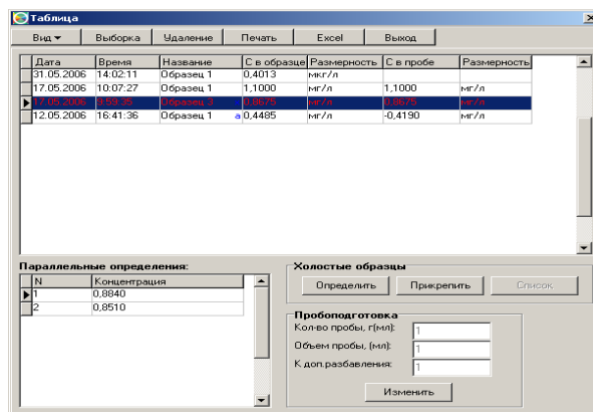 Таблица
Вид Выборка Удаление Печать Excel Выход
Дата Время Название С в образце Размерность С в пробе Размерность
31.05.2006 14:02:11 Образец 1 0,4013 мкг/л
17.05.2006 10:07:27 Образец 1 1,1000 мг/л 1,1000 мг/л
17.05.2006 9:59:35 Образец 3 0,8675 мг/л 0,8675 мг/л
12.05.2006 16:41:36 Образец 1 а 0,4485 мг/л -0,4190 мг/л
Параллельные определения:
N Концентрация
1 0,8840
2 0,8510
Холостые образцы
Определить Прикрепить Список
Пробоподготовка
Кол-во пробы, г(мл): 1
Объем пробы, (мл): 1
К доп.разбавления: 1
Изменить